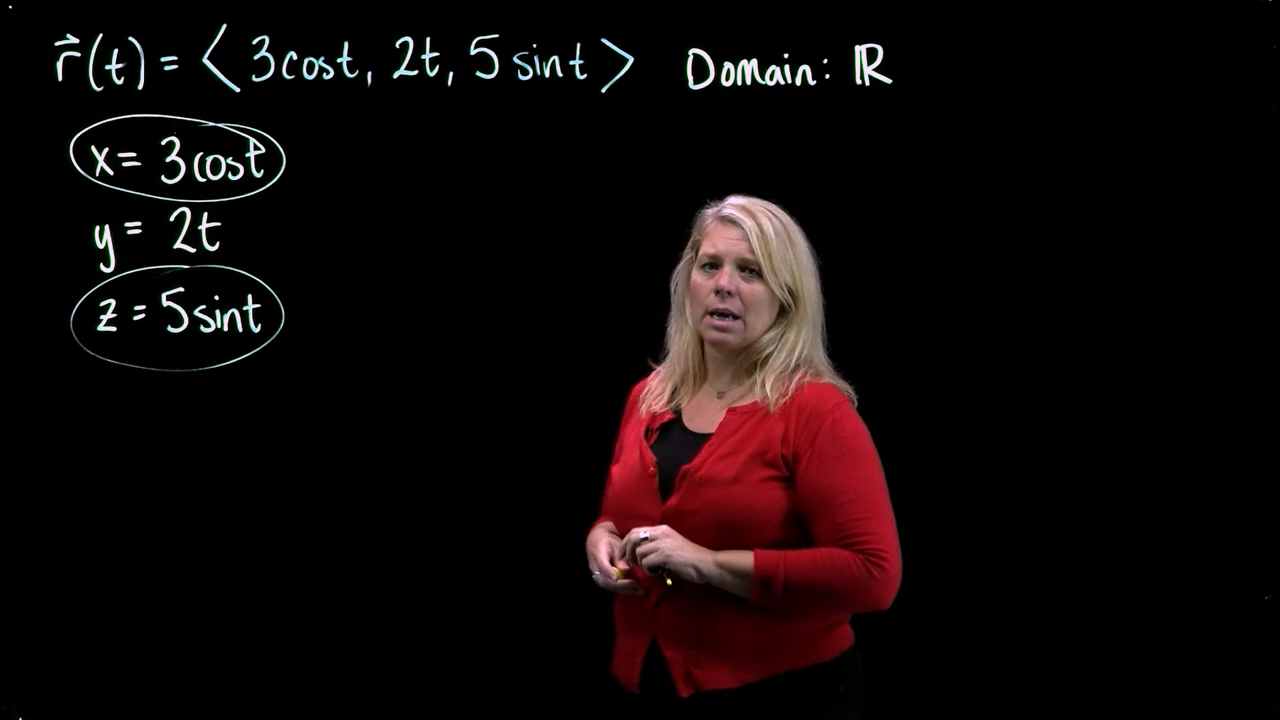 r⃗(t) = ⟨3cost, 2t, 5 sint⟩ Domain: ℝ
x = 3cost
y = 2t
z = 5sint